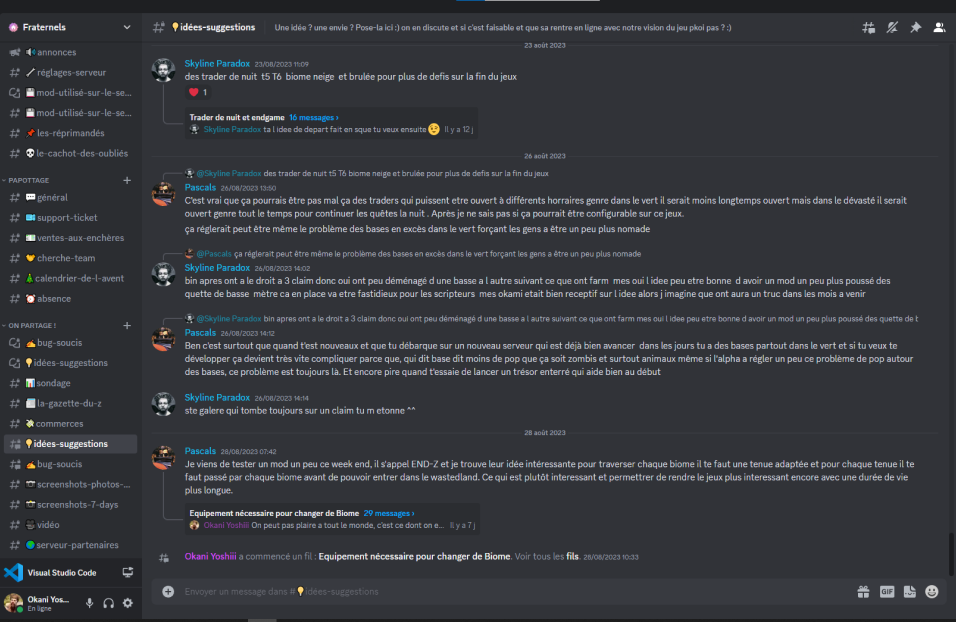 Fraternels
idées-suggestions
Une idée ? une envie ? Pose-la ici :) on en discute et si c'est faisable et que sa rentre en ligne avec notre vision du jeu pkoi pas ? :)
annonces
réglages-serveur
mod-utilisé-sur-le-se...
mod-utilisé-sur-le-se...
les-réprimandés
le-cachot-des-oubliés
PAPOTTAGE
général
support-ticket
ventes-aux-enchères
cherche-team
calendrier-de-l-avent
absence
ON PARTAGE !
bug-soucis
idées-suggestions
sondage
la-gazette-du-z
commerces
idées-suggestions
bug-soucis
screenshots-photos-...
screenshots-7-days
vidéo
serveur-partenaires
Visual Studio Code
Okani Yos...
En ligne
23 août 2023
Skyline Paradox 23/08/2023 11:09
des trader de nuit t5 T6 biome neige et brulée pour plus de defis sur la fin du jeux
1
Trader de nuit et endgame 16 messages ›
Skyline Paradox ta l idee de depart fait en sque tu veux ensuite Il y a 12 j
26 août 2023
@Skyline Paradox des trader de nuit t5 T6 biome neige et brulée pour plus de defis sur la fin du jeux
Pascals 26/08/2023 13:50
C'est vrai que ça pourrais être pas mal ça des traders qui puissent etre ouvert à différents horraires genre dans le vert il serait moins longtemps ouvert mais dans le dévasté il serait
ouvert genre tout le temps pour continuer les quêtes la nuit . Après je ne sais pas si ça pourrait être configurable sur ce jeux.
ça réglerait peut être même le problème des bases en excès dans le vert forçant les gens a être un peu plus nomade
@Pascals ça réglerait peut être même le problème des bases en excès dans le vert forçant les gens a être un peu plus nomade
Skyline Paradox 26/08/2023 14:02
bin apres ont a le droit a 3 claim donc oui ont peu déménagé d une basse a l autre suivant ce que ont farm mes oui l idee peu etre bonne d avoir un mod un peu plus poussé des
quette de basse mètre ca en place va etre fastidieux pour les scripteurs mes okami etait bien receptif sur l idee alors j imagine que ont aura un truc dans les mois a venir
@Skyline Paradox bin apres ont a le droit a 3 claim donc oui ont peu déménagé d une basse a l autre suivant ce que ont farm mes oui l idee peu etre bonne d avoir un mod un peu plus poussé des quette de b
Pascals 26/08/2023 14:12
Ben c'est surtout que quand t'est nouveaux et que tu débarque sur un nouveau serveur qui est déjà bien avancer dans les jours tu a des bases partout dans le vert et si tu veux te
développer ça devient très vite compliquer parce que, qui dit base dit moins de pop que ça soit zombis et surtout animaux même si l'alpha a régler un peu ce problème de pop autour
des bases, ce problème est toujours là. Et encore pire quand t'essaie de lancer un trésor enterré qui aide bien au début
Skyline Paradox 26/08/2023 14:14
ste galere qui tombe toujours sur un claim tu m etonne ^^
28 août 2023
Pascals 28/08/2023 07:42
Je viens de tester un mod un peu ce week end, il s'appel END-Z et je trouve leur idée intéressante pour traverser chaque biome il te faut une tenue adaptée et pour chaque tenue il te
faut passé par chaque biome avant de pouvoir entrer dans le wastedland. Ce qui est plutôt interessant et permettrer de rendre le jeux plus interessant encore avec une durée de vie
plus longue.
Equipement nécessaire pour changer de Biome 29 messages ›
Okani Yoshiii On peut pas plaire a tout le monde, c'est ce dont on e... Il y a 7 j
Okani Yoshiii a commencé un fil : Equipement nécessaire pour changer de Biome. Voir tous les fils. 28/08/2023 10:33
Envoyer un message dans # idées-suggestions
GIF